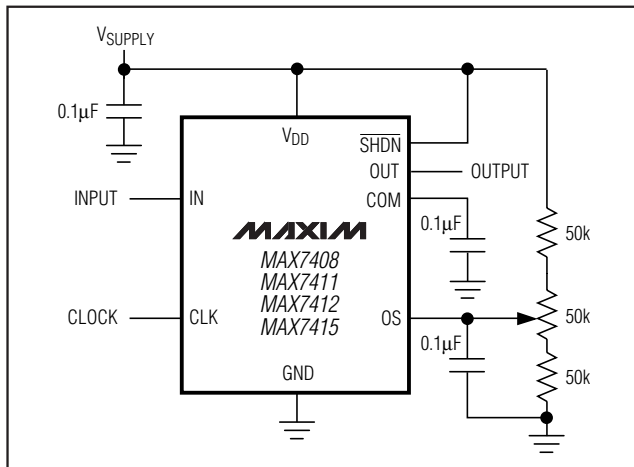 VSUPPLY
0.1µF
VDD
SHDN
OUT
OUTPUT
COM
INPUT
IN
MAXIM
0.1µF
50k
MAX7408
MAX7411
MAX7412
MAX7415
CLOCK
CLK
OS
50k
0.1µF
50k
GND